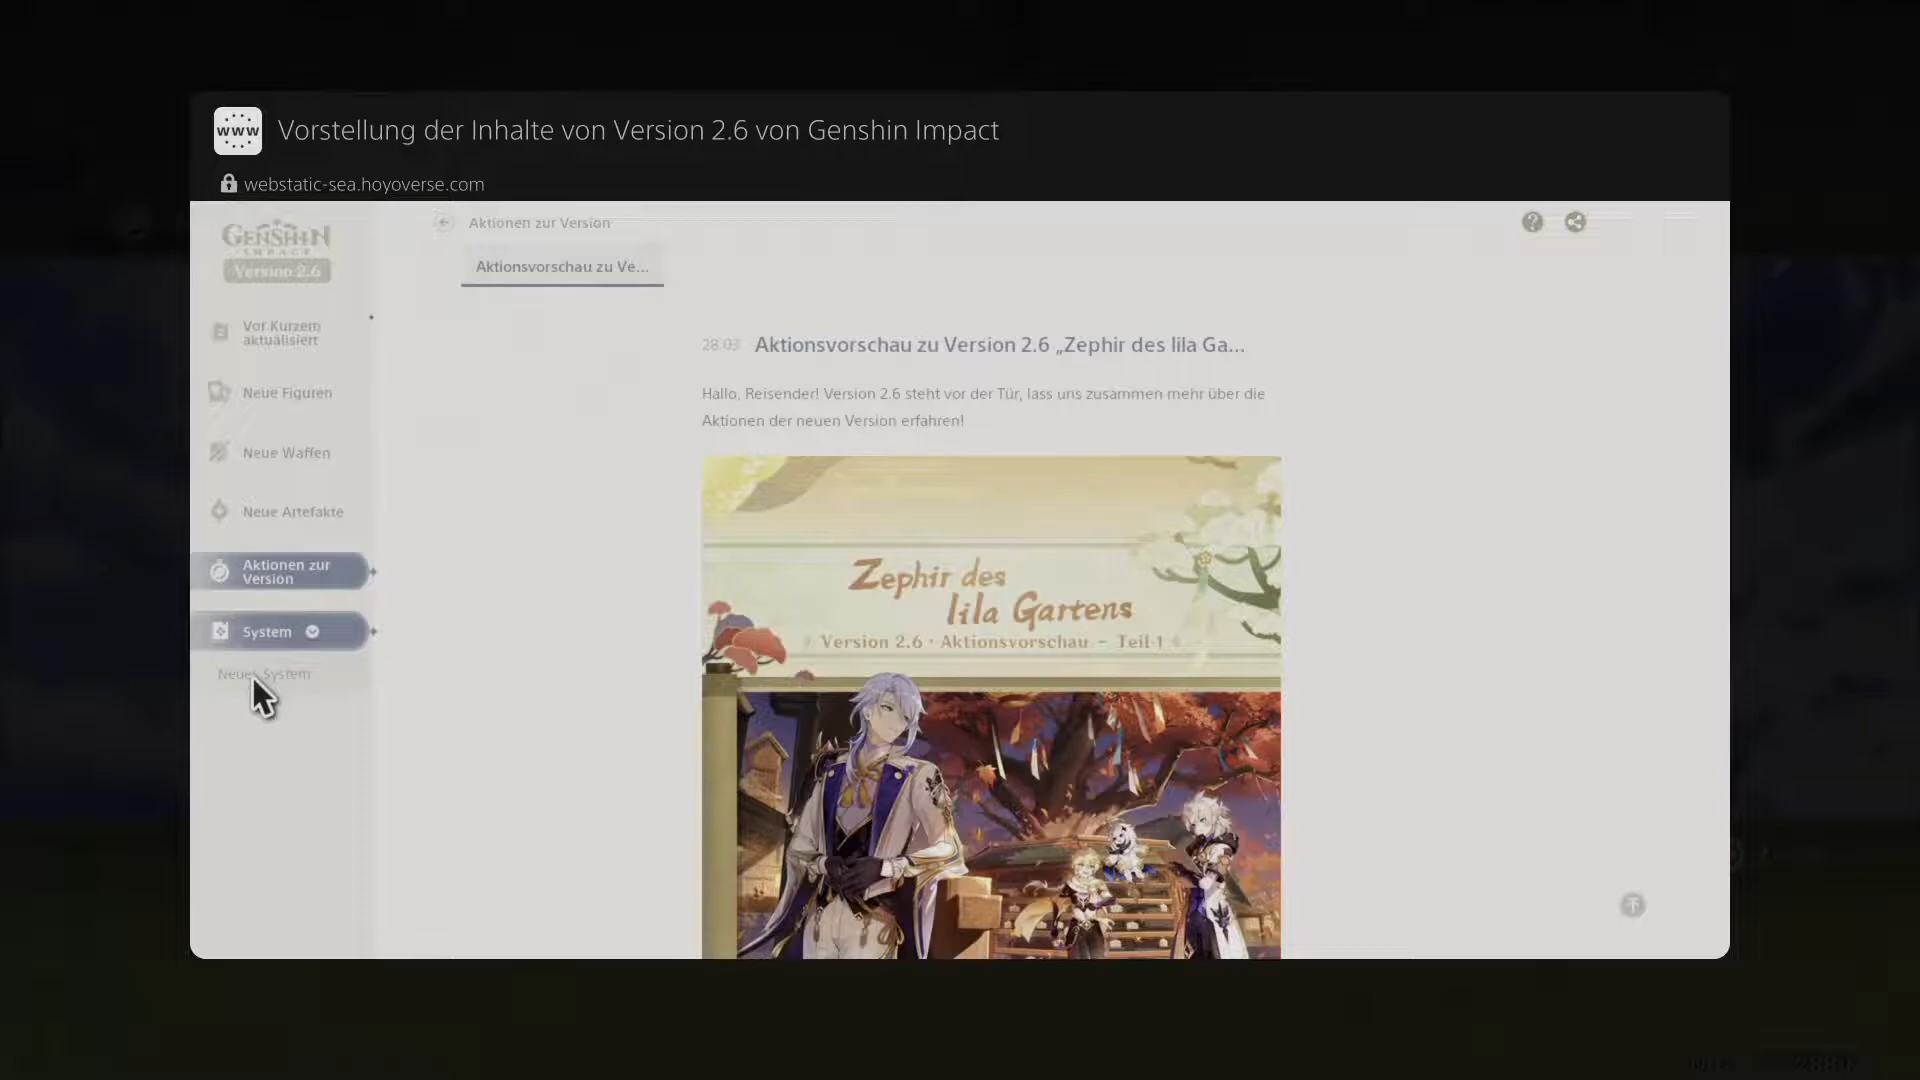 www
Vorstellung der Inhalte von Version 2.6 von Genshin Impact
webstatic-sea.hoyoverse.com
GENSHIN
IMPACT
Version 2.6
Aktionen zur Version
Aktionsvorschau zu Ve...
Vor Kurzem
aktualisiert
Neue Figuren
Neue Waffen
Neue Artefakte
Aktionen zur
Version
System
System
28.03 Aktionsvorschau zu Version 2.6 „Zephir des lila Ga...
Hallo, Reisender! Version 2.6 steht vor der Tür, lass uns zusammen mehr über die
Aktionen der neuen Version erfahren!
Zephir des
lila Gartens
Version 2.6 · Aktionsvorschau – Teil 1